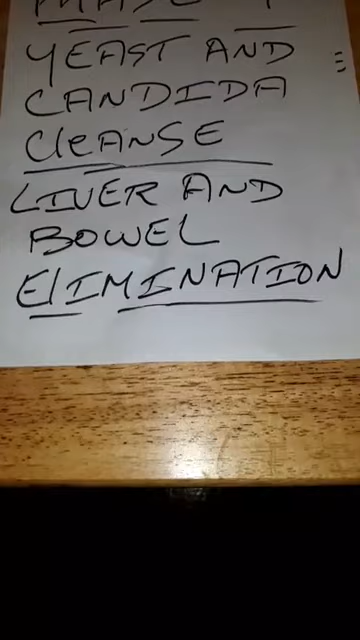 YEAST AND
CANDIDA
CLEANSE
LIVER AND
BOWEL
ELIMINATION